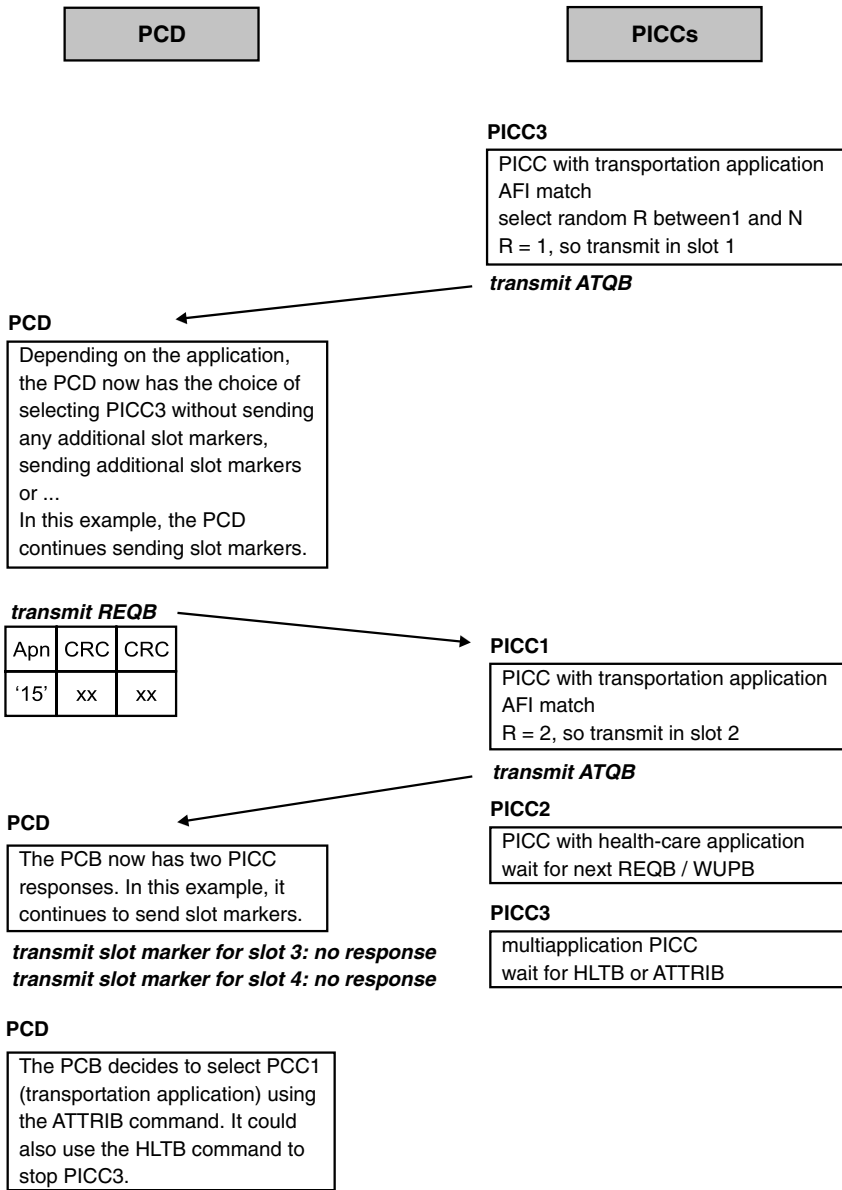 PCD
PICCs
PICC3
PICC with transportation application
AFI match
select random R between1 and N
R = 1, so transmit in slot 1
transmit ATQB
PCD
Depending on the application,
the PCD now has the choice of
selecting PICC3 without sending
any additional slot markers,
sending additional slot markers
or ...
In this example, the PCD
continues sending slot markers.
transmit REQB
Apn CRC CRC
‘15’ xx xx
PICC1
PICC with transportation application
AFI match
R = 2, so transmit in slot 2
transmit ATQB
PCD
The PCB now has two PICC
responses. In this example, it
continues to send slot markers.
PICC2
PICC with health-care application
wait for next REQB / WUPB
PICC3
multiapplication PICC
wait for HLTB or ATTRIB
transmit slot marker for slot 3: no response
transmit slot marker for slot 4: no response
PCD
The PCB decides to select PCC1
(transportation application) using
the ATTRIB command. It could
also use the HLTB command to
stop PICC3.